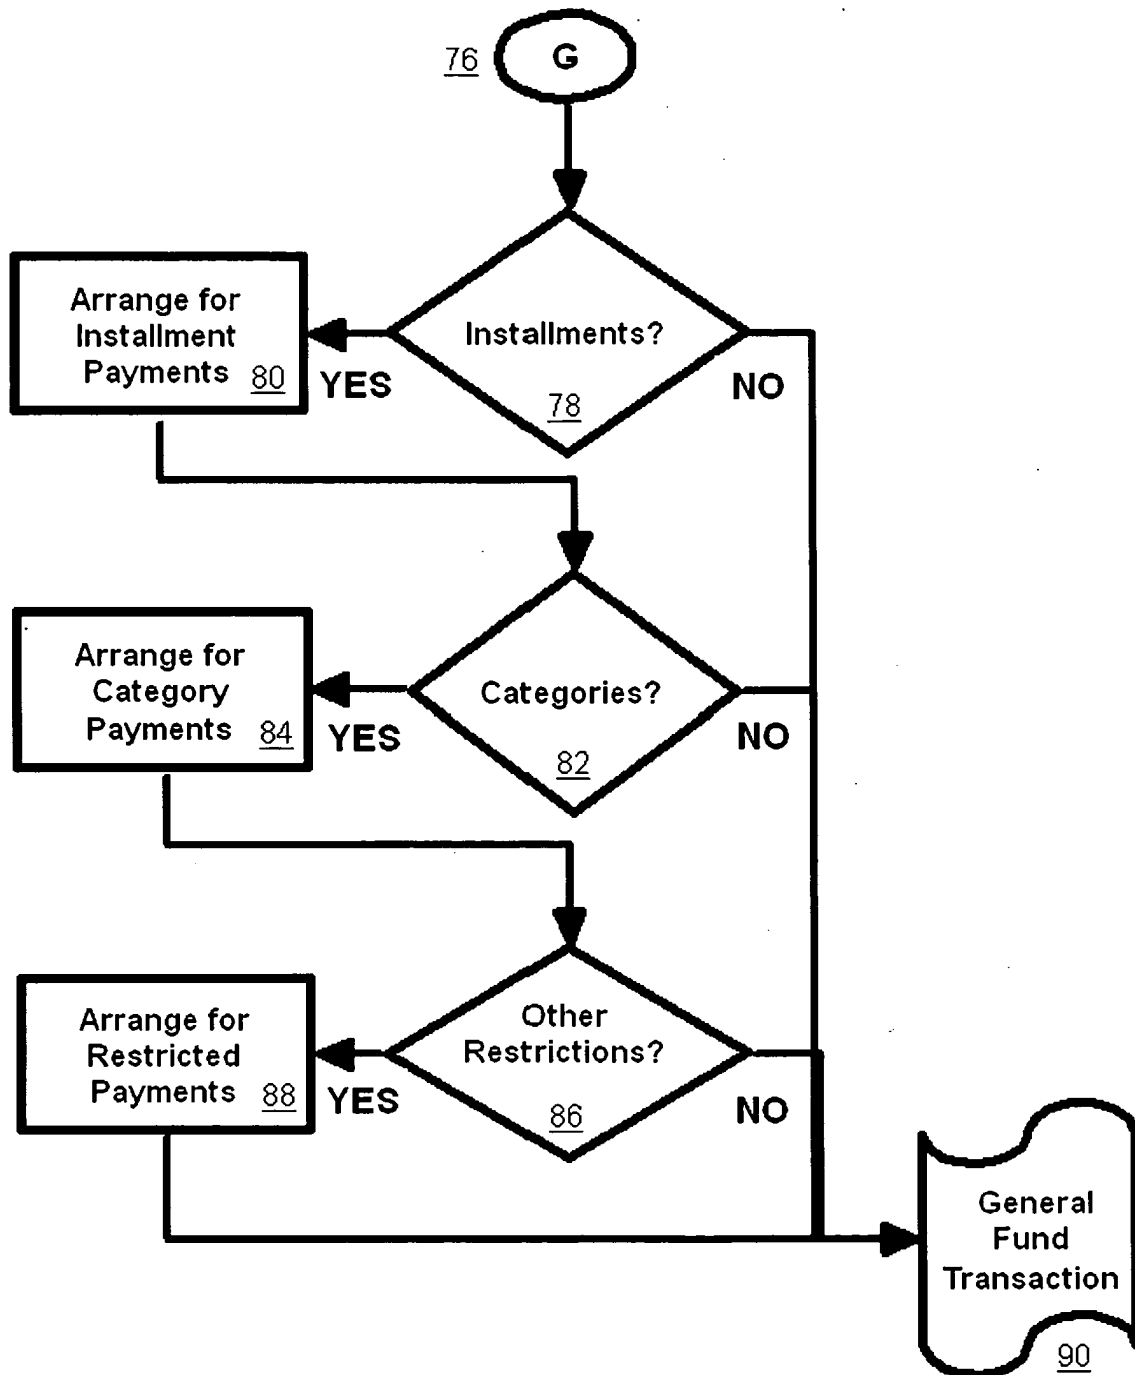 76
G
Installments?
78
Arrange for
Installment
Payments
80
YES
NO
Categories?
82
Arrange for
Category
Payments
84
YES
NO
Other
Restrictions?
86
Arrange for
Restricted
Payments
88
YES
NO
General
Fund
Transaction
90